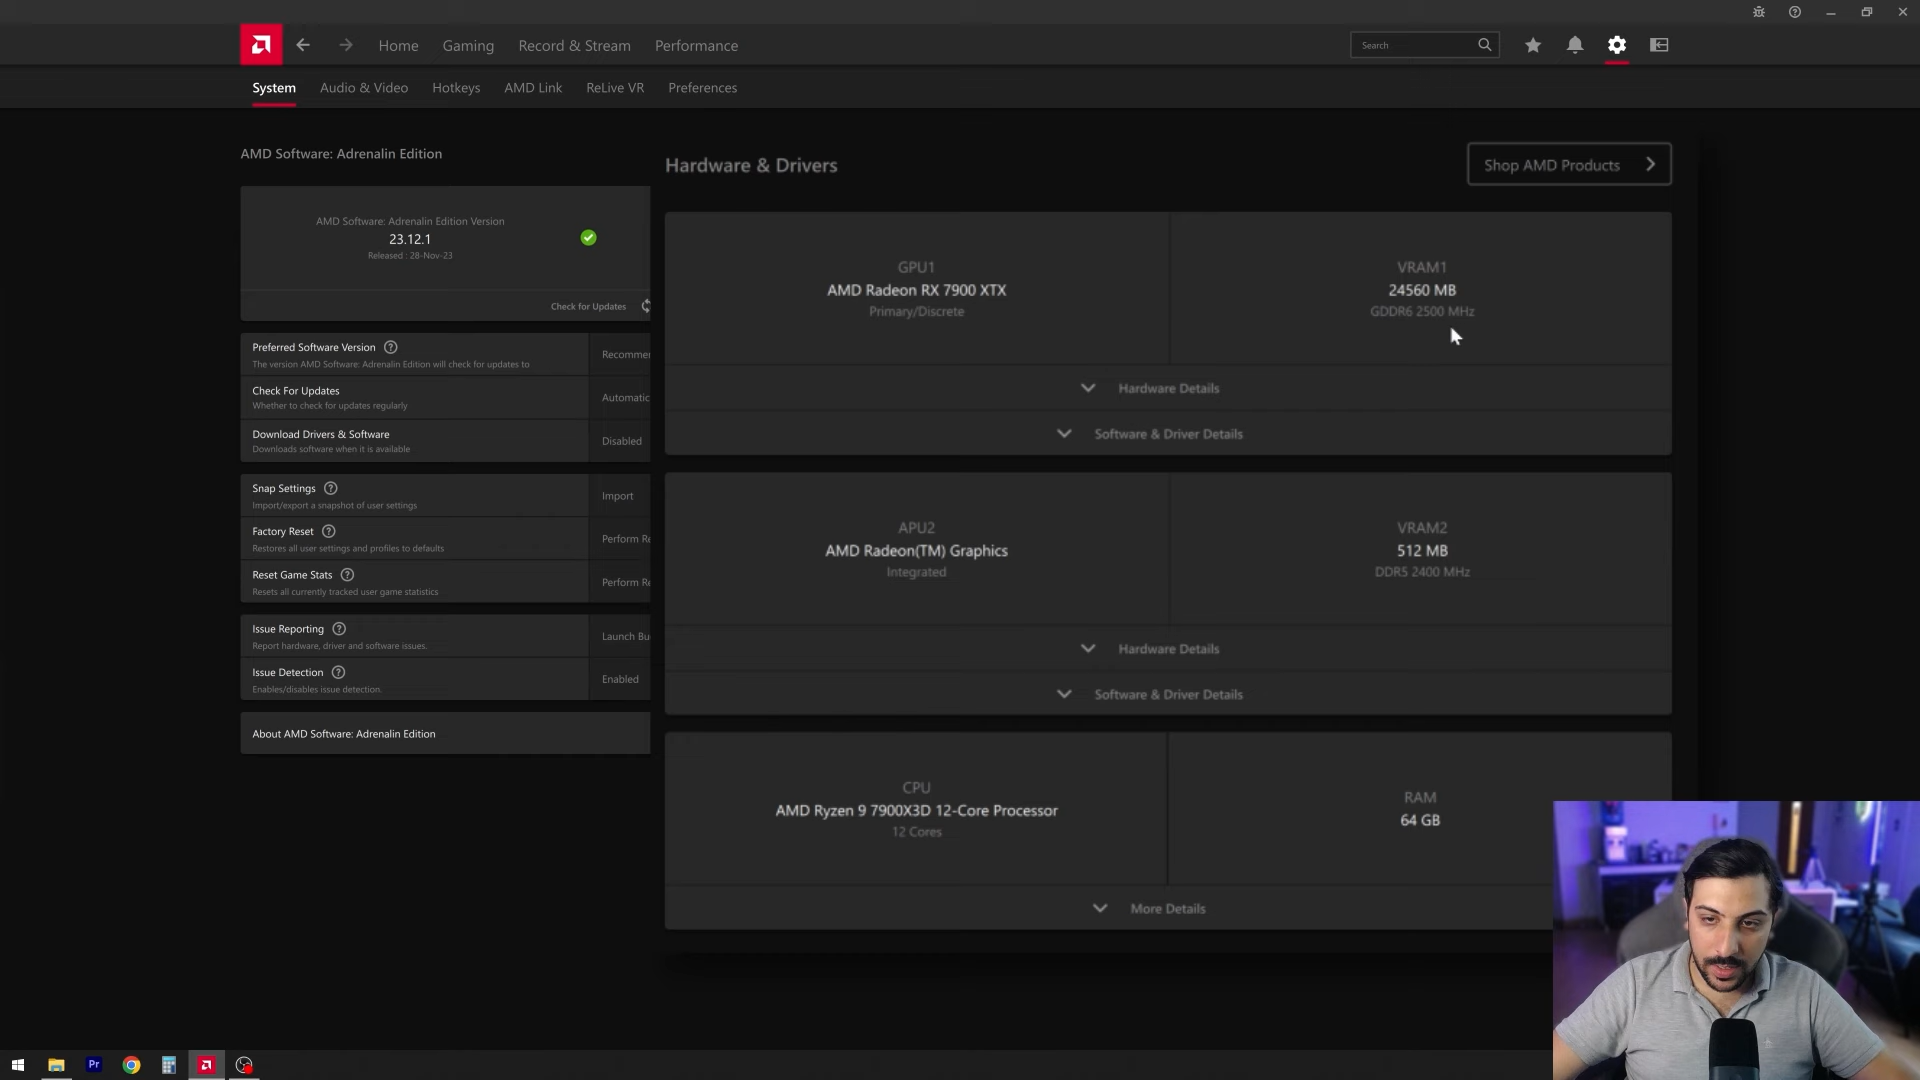 Home
Gaming
Record & Stream
Performance
Search
System
Audio & Video
Hotkeys
AMD Link
ReLive VR
Preferences
AMD Software: Adrenalin Edition
AMD Software: Adrenalin Edition Version
23.12.1
Released : 28-Nov-23
Check for Updates
Preferred Software Version
The version AMD Software: Adrenalin Edition will check for updates to
Recommen
Check For Updates
Whether to check for updates regularly
Automatic
Download Drivers & Software
Downloads software when it is available
Disabled
Snap Settings
Import/export a snapshot of user settings
Import
Factory Reset
Restores all user settings and profiles to defaults
Perform Re
Reset Game Stats
Resets all currently tracked user game statistics
Perform Re
Issue Reporting
Report hardware, driver and software issues.
Launch Bu
Issue Detection
Enables/disables issue detection.
Enabled
About AMD Software: Adrenalin Edition
Hardware & Drivers
Shop AMD Products
GPU1
AMD Radeon RX 7900 XTX
Primary/Discrete
VRAM1
24560 MB
GDDR6 2500 MHz
Hardware Details
Software & Driver Details
APU2
AMD Radeon(TM) Graphics
Integrated
VRAM2
512 MB
DDR5 2400 MHz
Hardware Details
Software & Driver Details
CPU
AMD Ryzen 9 7900X3D 12-Core Processor
12 Cores
RAM
64 GB
More Details
Pr